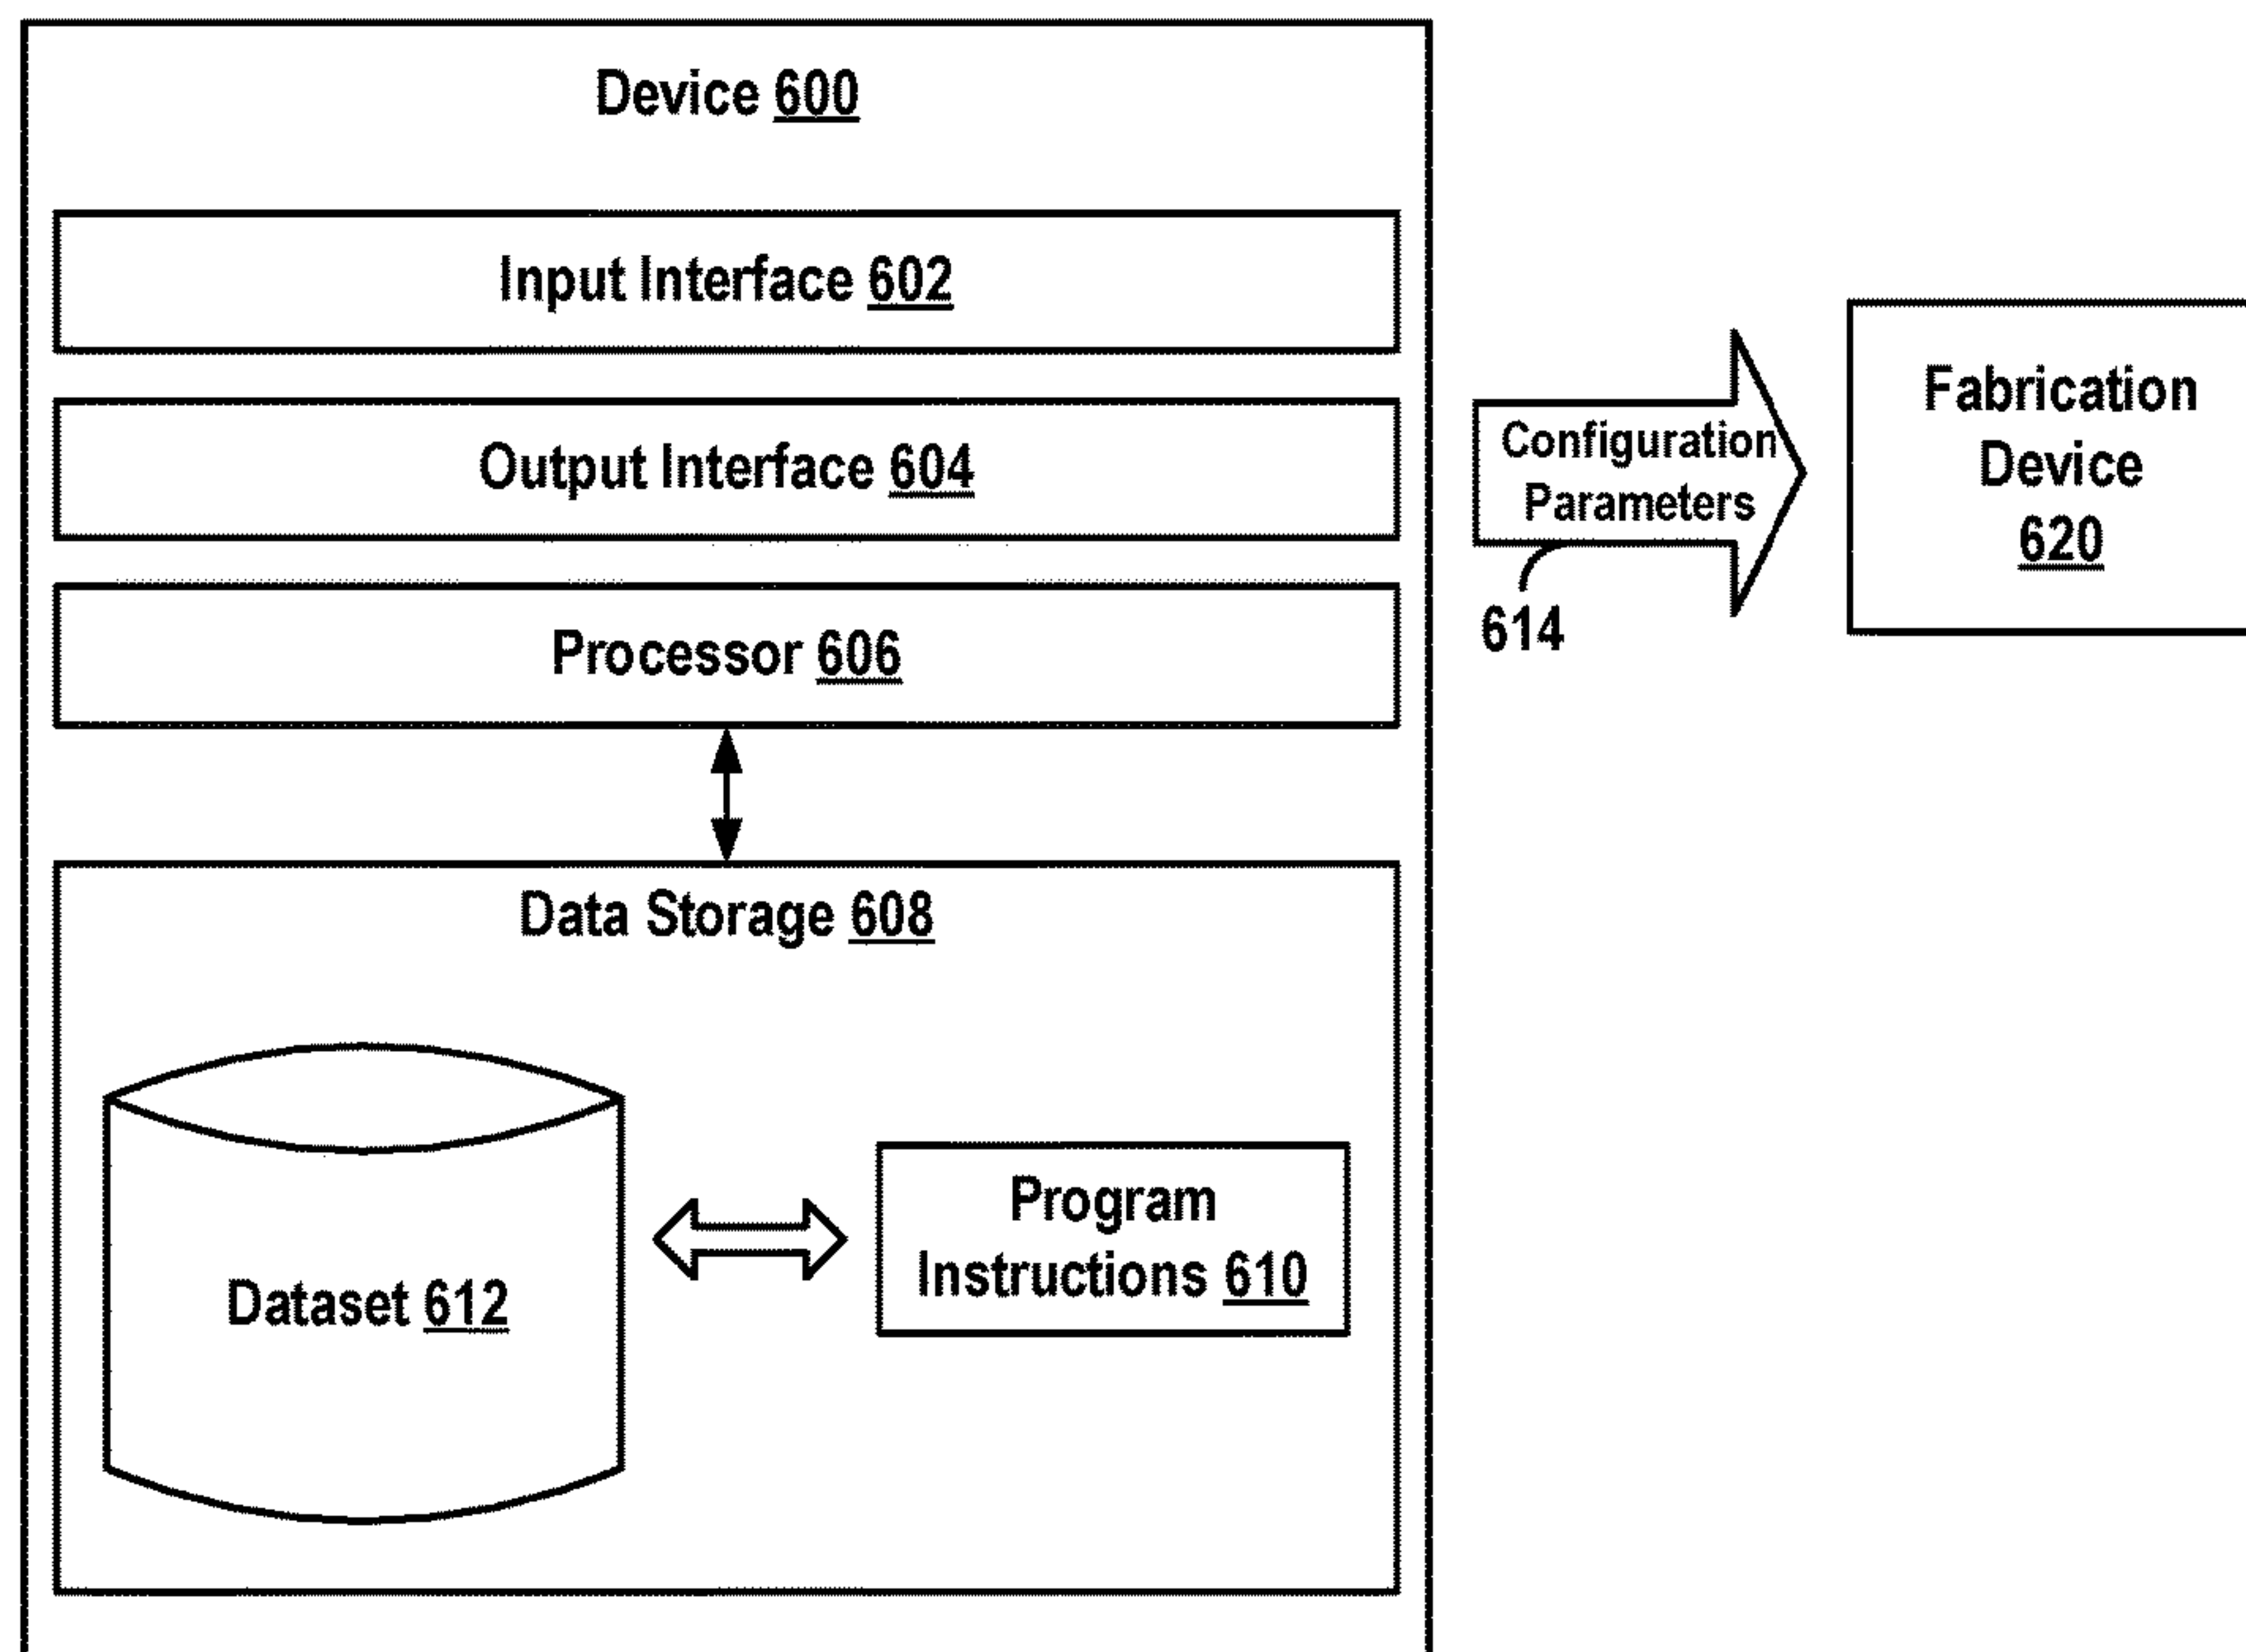 Device 600
Input Interface 602
Output Interface 604
Processor 606
Data Storage 608
Dataset 612
Program
Instructions 610
Configuration
Parameters
614
Fabrication
Device
620